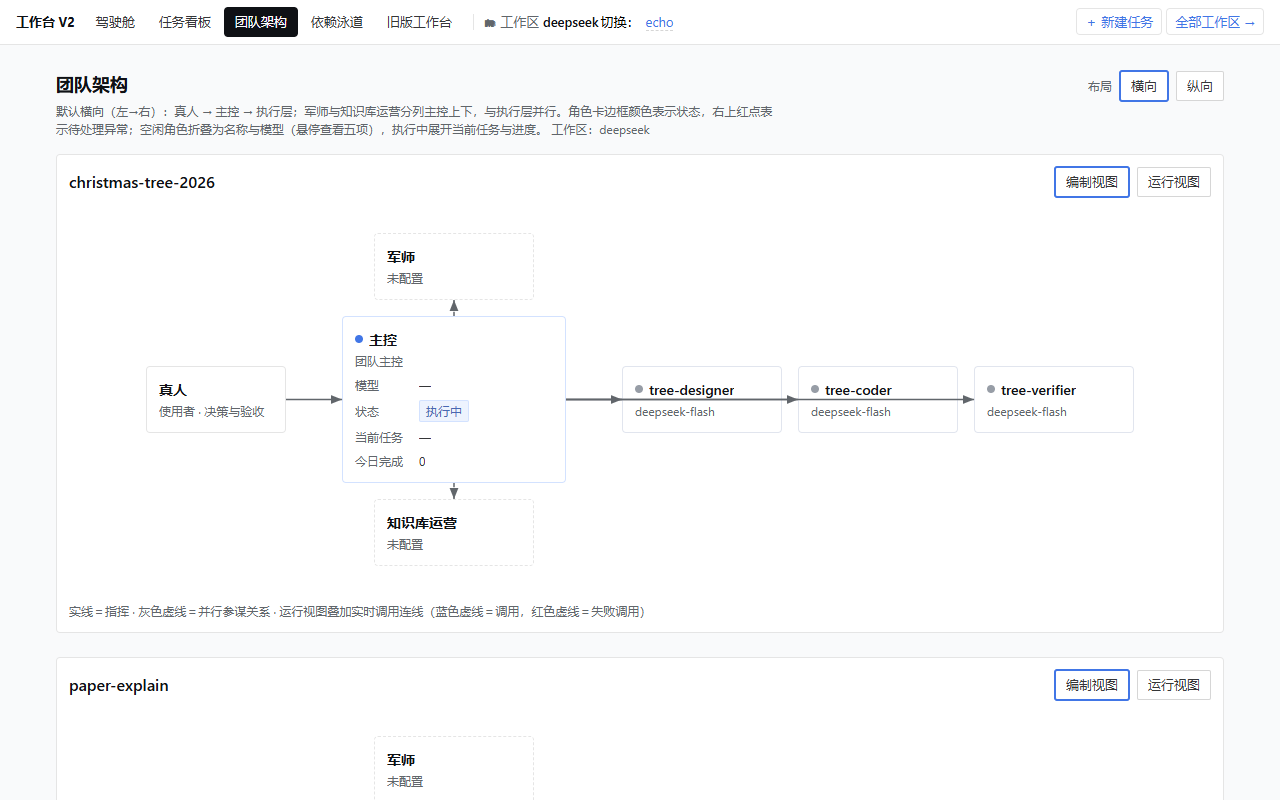 工作台 V2 驾驶舱 任务看板 团队架构 依赖泳道 旧版工作台 工作区 deepseek 切换： echo + 新建任务 全部工作区 →
团队架构
布局 横向 纵向
默认横向（左→右）：真人 → 主控 → 执行层；军师与知识库运营分列主控上下，与执行层并行。角色卡边框颜色表示状态，右上红点表
示待处理异常；空闲角色折叠为名称与模型（悬停查看五项），执行中展开当前任务与进度。 工作区：deepseek
christmas-tree-2026 编制视图 运行视图
军师
未配置
真人
使用者 · 决策与验收
主控
团队主控
模型 —
状态 执行中
当前任务 —
今日完成 0
tree-designer
deepseek-flash
tree-coder
deepseek-flash
tree-verifier
deepseek-flash
知识库运营
未配置
实线 = 指挥 · 灰色虚线 = 并行参谋关系 · 运行视图叠加实时调用连线（蓝色虚线 = 调用，红色虚线 = 失败调用）
paper-explain 编制视图 运行视图
军师
未配置